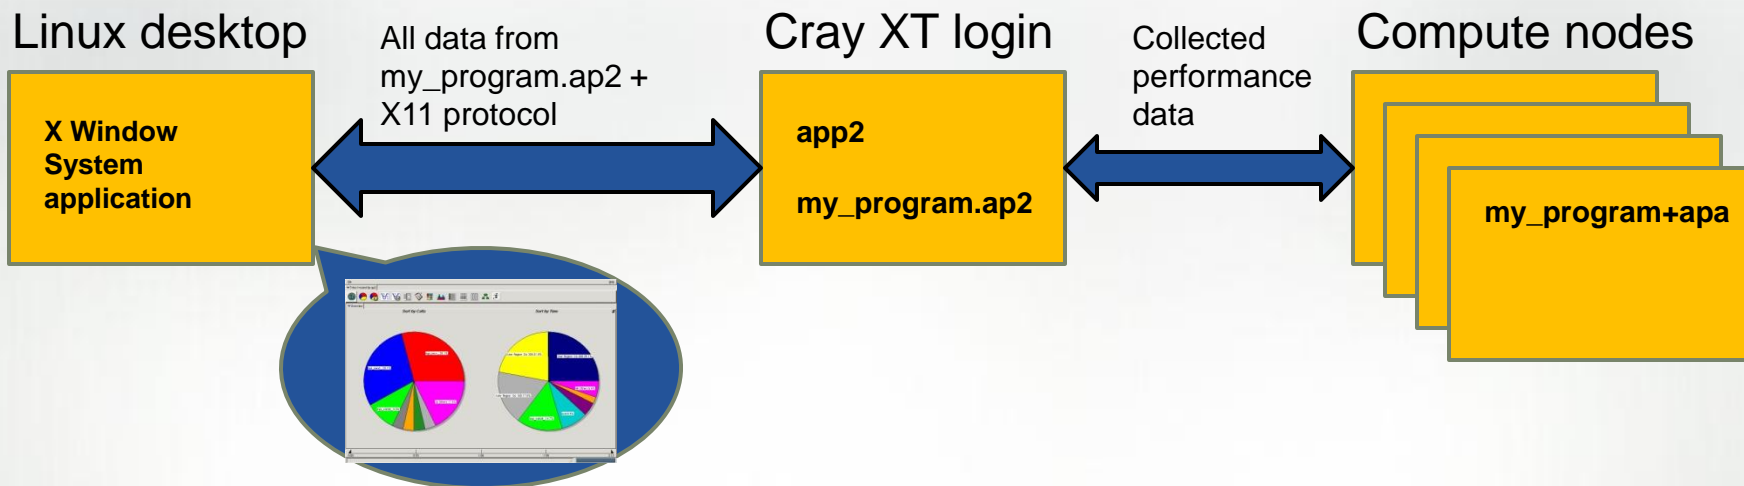 Linux desktop
All data from
my_program.ap2 +
X11 protocol
Cray XT login
Collected
performance
data
Compute nodes
X Window
System
application
app2
my_program.ap2
my_program+apa